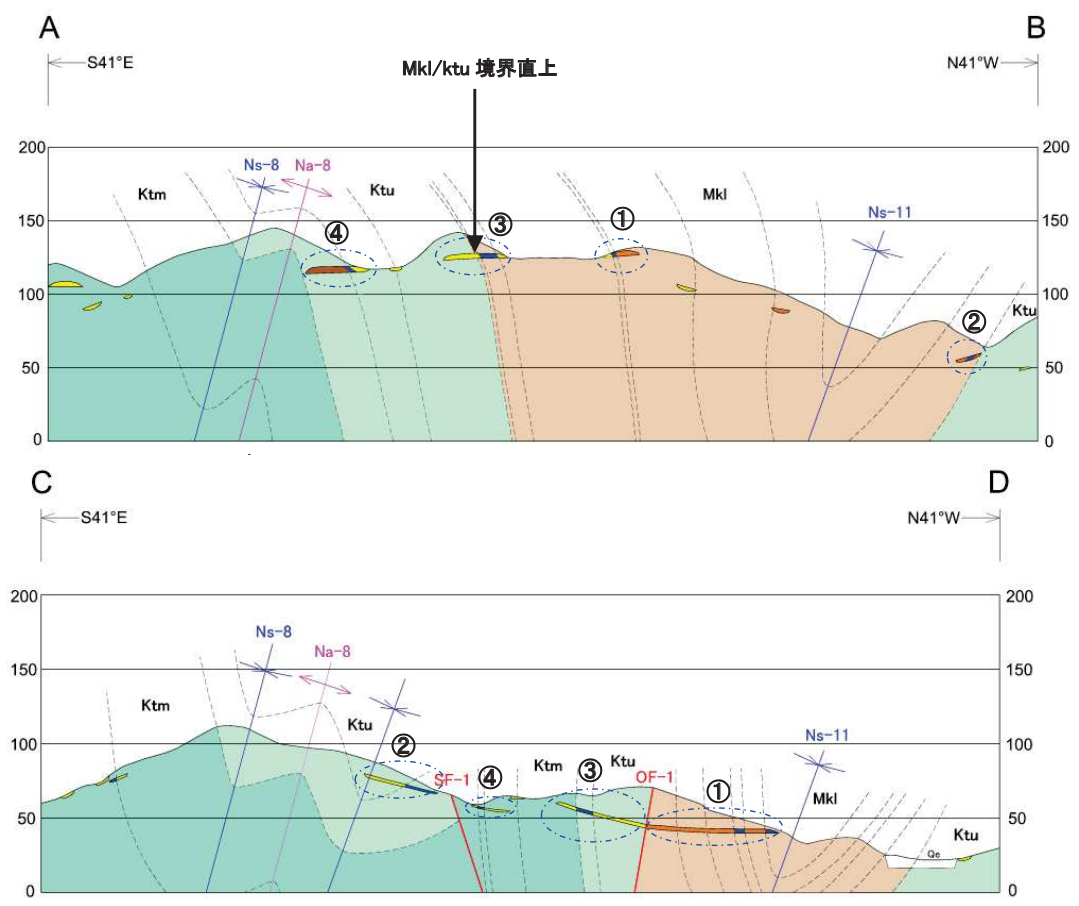 A
B
S41°E
N41°W
Mkl/ktu 境界直上
200
200
Ns-8
Na-8
Ktm
Ktu
Mkl
③
①
Ns-11
150
150
④
100
100
②
Ktu
50
50
0
0
C
D
S41°E
N41°W
200
200
Ns-8
Na-8
150
150
Ktm
Ktu
Ns-11
100
100
②
SF-1
④
Ktm
③
Ktu
OF-1
①
Mkl
Ktu
50
50
Qc
0
0